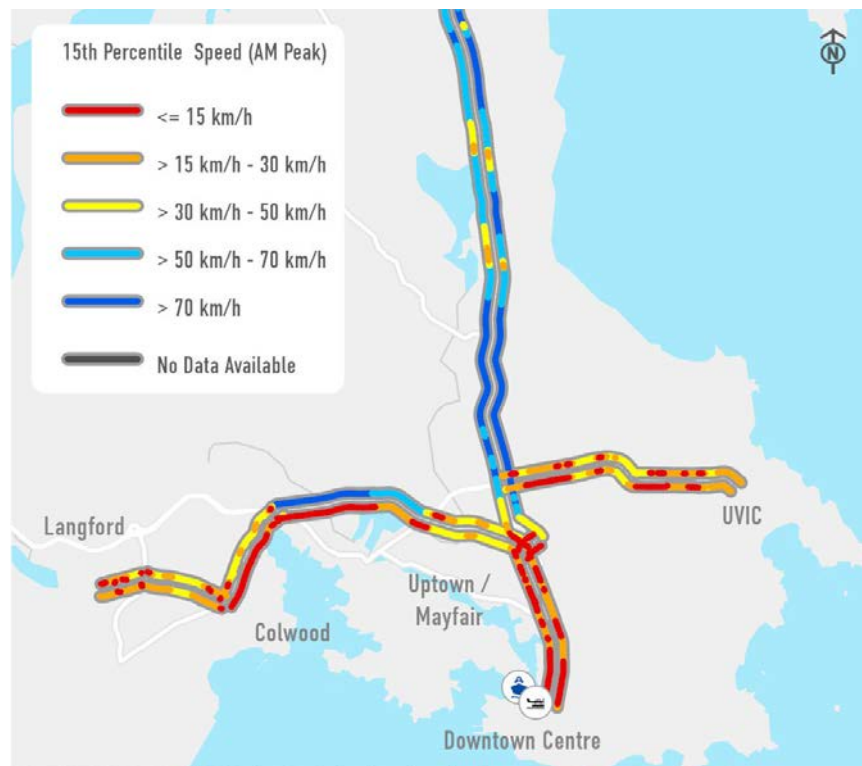 15th Percentile Speed (AM Peak)
<= 15 km/h
> 15 km/h - 30 km/h
> 30 km/h - 50 km/h
> 50 km/h - 70 km/h
> 70 km/h
No Data Available
N
Langford
UVIC
Uptown /
Mayfair
Colwood
Downtown Centre